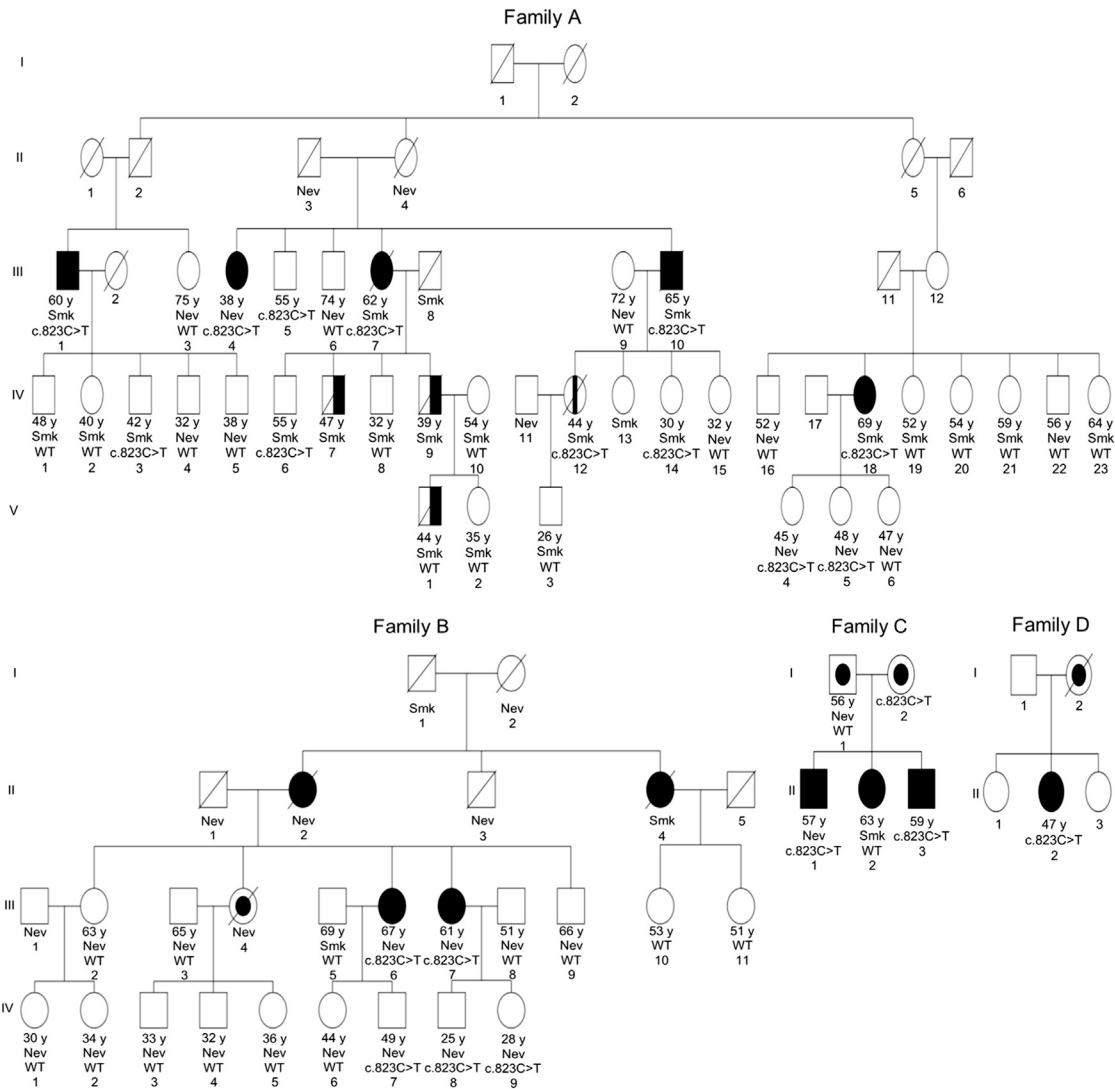 Family A
I
1 2
II
1 2 Nev Nev 5 6
3 4
III
2 11 12
60 y 75 y 38 y 55 y 74 y 62 y Smk 72 y 65 y
Smk Nev Nev c.823C>T Nev Smk 8 Nev Smk
c.823C>T WT c.823C>T 5 WT c.823C>T WT c.823C>T
1 3 4 6 7 9 10
IV
48 y 40 y 42 y 32 y 38 y 55 y 47 y 32 y 39 y 54 y Nev 44 y Smk 30 y 32 y 52 y 17 69 y 52 y 54 y 59 y 56 y 64 y
Smk Smk Smk Nev Nev Smk Smk Smk Smk Smk 11 Smk 13 Smk Nev Nev Smk Smk Smk Smk Nev Smk
WT WT c.823C>T WT WT c.823C>T 7 WT 9 WT c.823C>T c.823C>T WT WT c.823C>T WT WT WT WT WT
1 2 3 4 5 6 8 10 12 14 15 16 18 19 20 21 22 23
V
44 y 35 y 26 y 45 y 48 y 47 y
Smk Smk Smk Nev Nev Nev
WT WT WT c.823C>T c.823C>T WT
1 2 3 4 5 6
Family B
I
Smk Nev
1 2
II
Nev Nev Nev Smk 5
1 2 3 4
III
Nev 63 y 65 y Nev 69 y 67 y 61 y 51 y 66 y 53 y 51 y
1 Nev Nev 4 Smk Nev Nev Nev Nev WT WT
WT WT WT c.823C>T c.823C>T WT WT 10 11
2 3 5 6 7 8 9
IV
30 y 34 y 33 y 32 y 36 y 44 y 49 y 25 y 28 y
Nev Nev Nev Nev Nev Nev Nev Nev Nev
WT WT WT WT WT WT c.823C>T c.823C>T c.823C>T
1 2 3 4 5 6 7 8 9
Family C
I
56 y c.823C>T
Nev 2
WT
1
II
57 y 63 y 59 y
Nev Smk c.823C>T
c.823C>T WT 3
1 2
Family D
I
1 2
II
1 47 y 3
c.823C>T
2